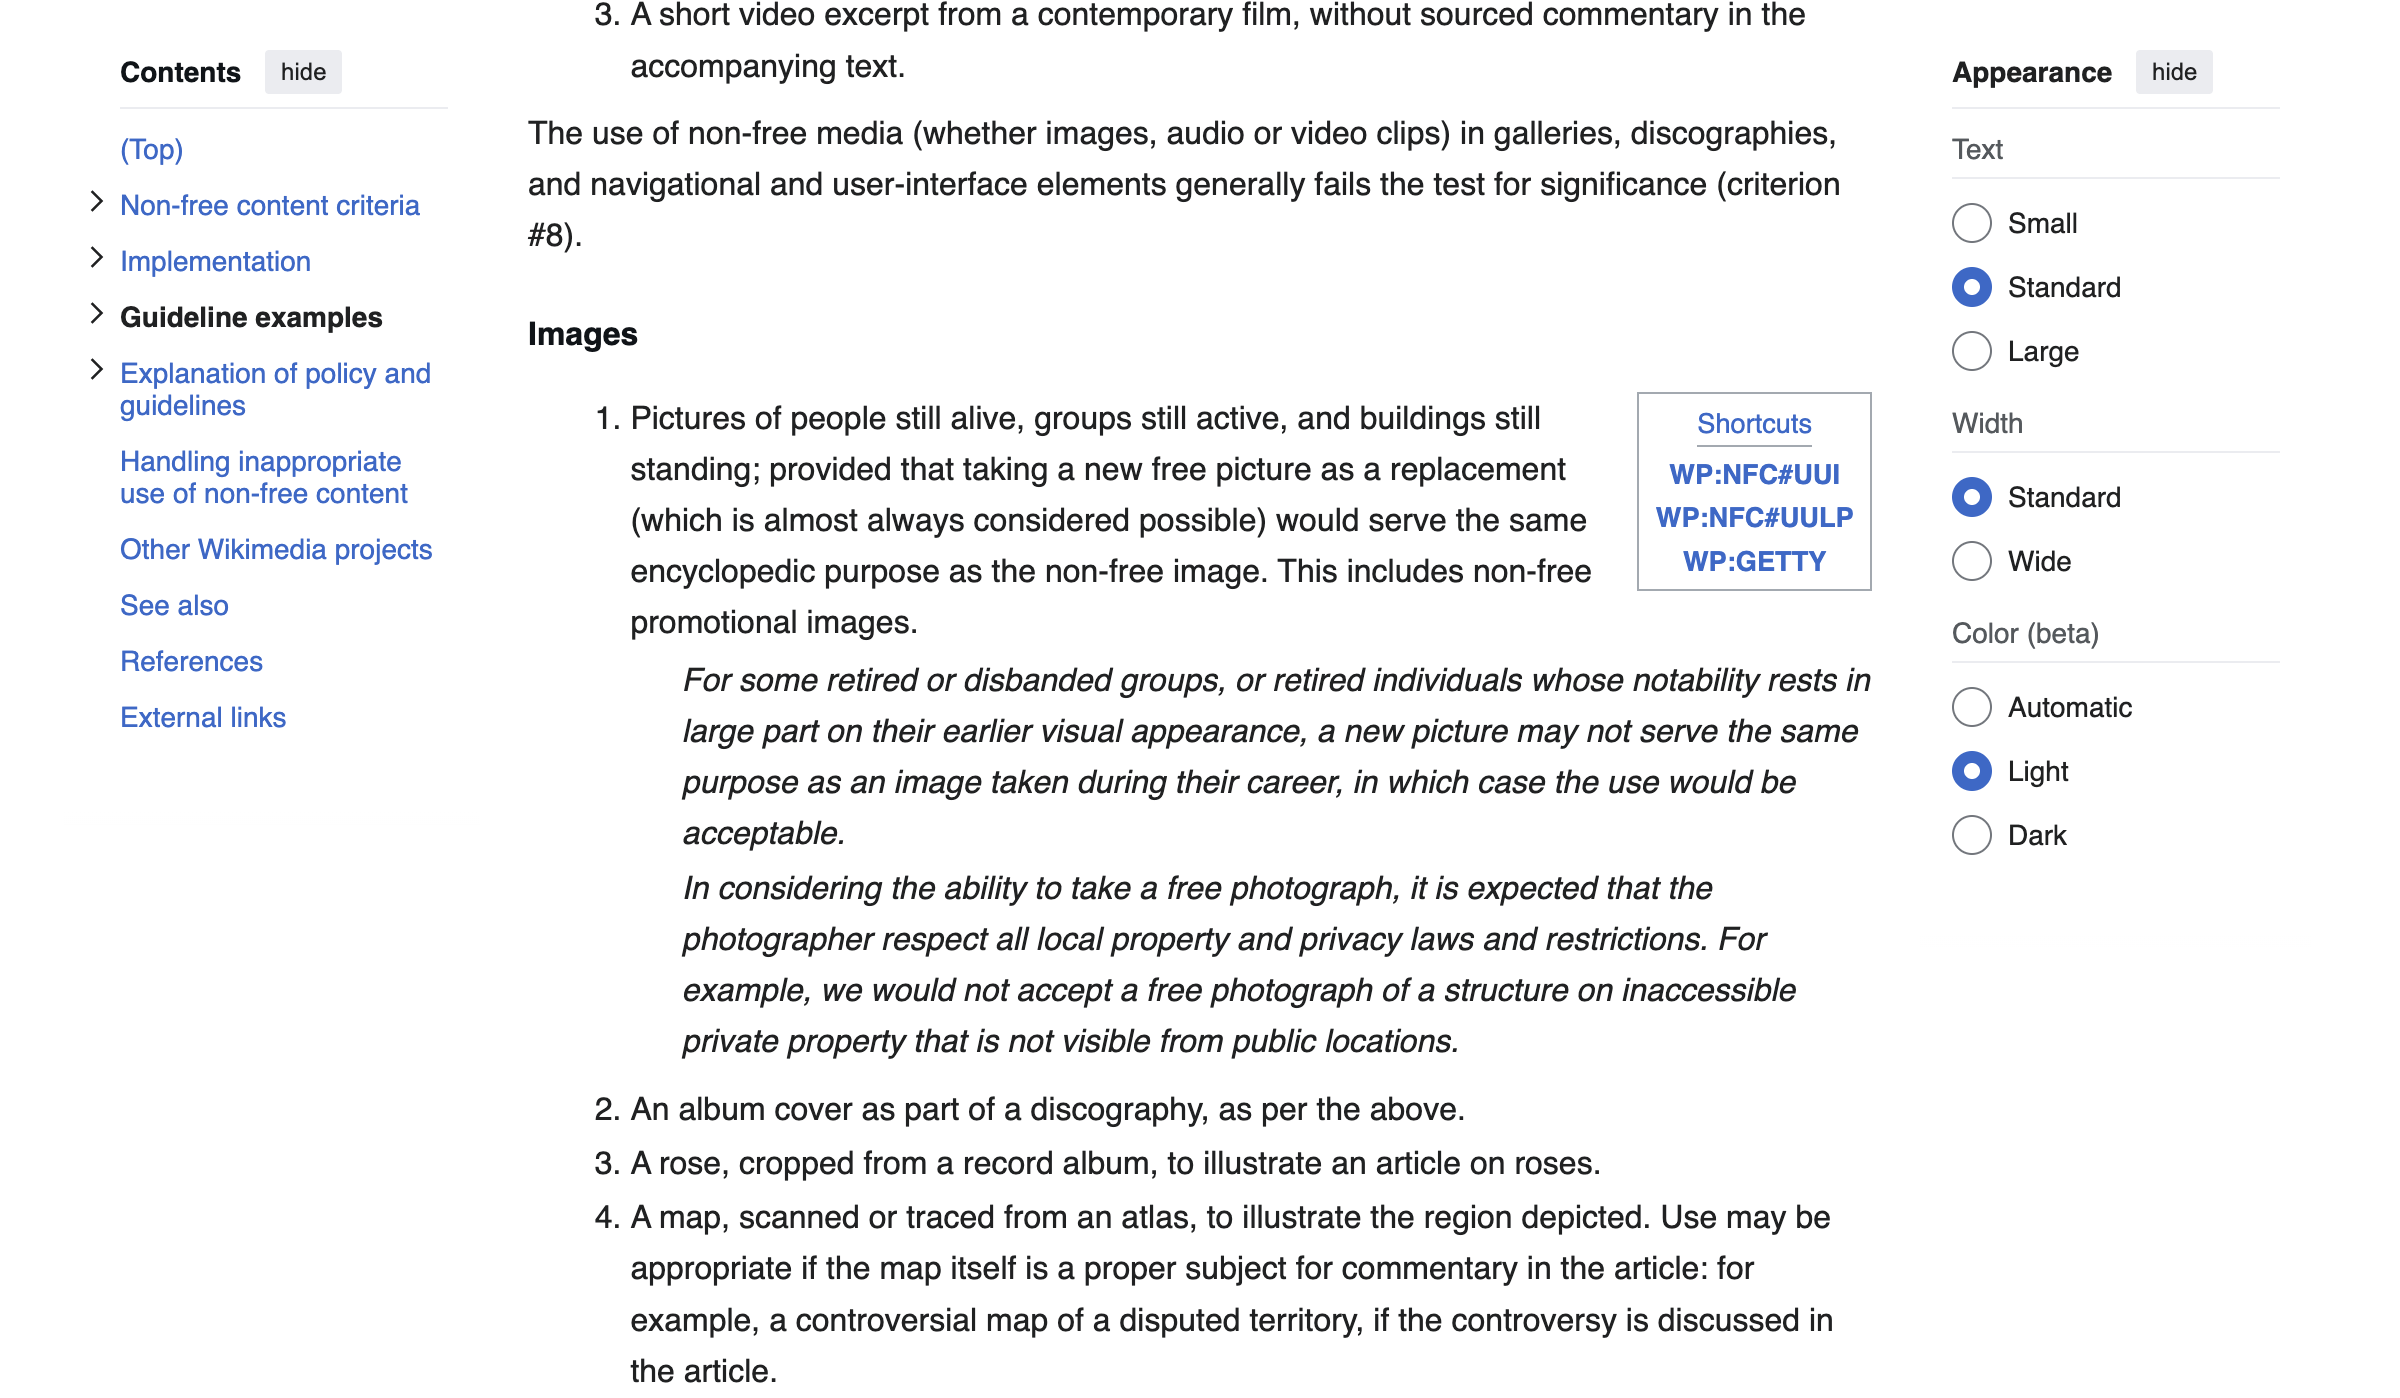 Contents hide
(Top)
Non-free content criteria
Implementation
Guideline examples
Explanation of policy and
guidelines
Handling inappropriate
use of non-free content
Other Wikimedia projects
See also
References
External links
3. A short video excerpt from a contemporary film, without sourced commentary in the
accompanying text.
The use of non-free media (whether images, audio or video clips) in galleries, discographies,
and navigational and user-interface elements generally fails the test for significance (criterion
#8).
Images
1. Pictures of people still alive, groups still active, and buildings still
standing; provided that taking a new free picture as a replacement
(which is almost always considered possible) would serve the same
encyclopedic purpose as the non-free image. This includes non-free
promotional images.
Shortcuts
WP:NFC#UUI
WP:NFC#UULP
WP:GETTY
For some retired or disbanded groups, or retired individuals whose notability rests in
large part on their earlier visual appearance, a new picture may not serve the same
purpose as an image taken during their career, in which case the use would be
acceptable.
In considering the ability to take a free photograph, it is expected that the
photographer respect all local property and privacy laws and restrictions. For
example, we would not accept a free photograph of a structure on inaccessible
private property that is not visible from public locations.
2. An album cover as part of a discography, as per the above.
3. A rose, cropped from a record album, to illustrate an article on roses.
4. A map, scanned or traced from an atlas, to illustrate the region depicted. Use may be
appropriate if the map itself is a proper subject for commentary in the article: for
example, a controversial map of a disputed territory, if the controversy is discussed in
the article.
Appearance hide
Text
Small
Standard
Large
Width
Standard
Wide
Color (beta)
Automatic
Light
Dark